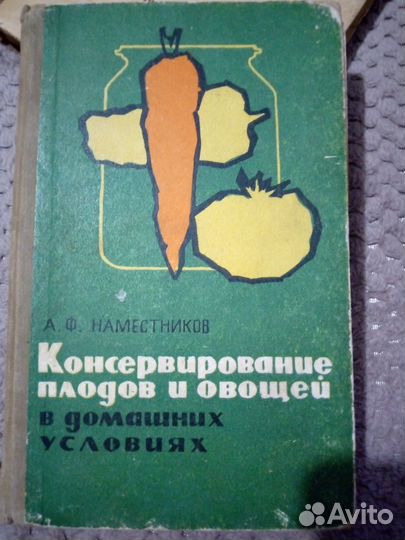 А. Ф. НАМЕСТНИКОВ
Консервирование
плодов и овощей
в домашних
условиях
Avito